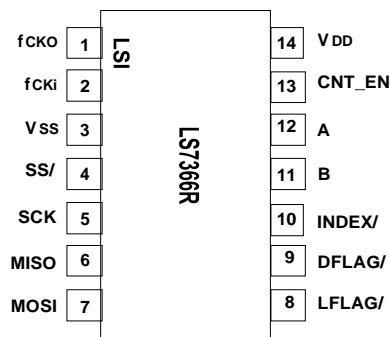 fCKO 1 LSI 14 VDD
fCKi 2 13 CNT_EN
VSS 3 12 A
SS/ 4 LS7366R 11 B
SCK 5 10 INDEX/
MISO 6 9 DFLAG/
MOSI 7 8 LFLAG/